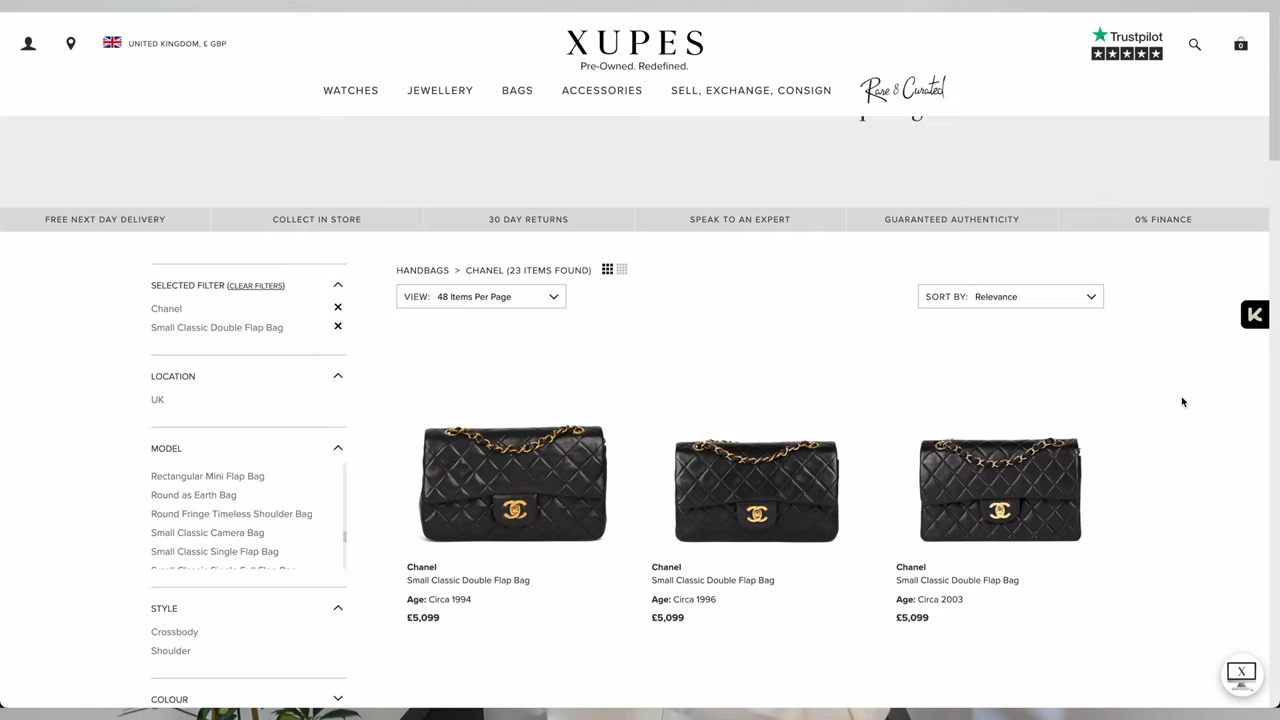 UNITED KINGDOM, £ GBP
XUPES
Pre-Owned. Redefined.
Trustpilot
0
WATCHES JEWELLERY BAGS ACCESSORIES SELL, EXCHANGE, CONSIGN Rare & Curated
FREE NEXT DAY DELIVERY COLLECT IN STORE 30 DAY RETURNS SPEAK TO AN EXPERT GUARANTEED AUTHENTICITY 0% FINANCE
SELECTED FILTER (CLEAR FILTERS)
Chanel
Small Classic Double Flap Bag
LOCATION
UK
MODEL
Rectangular Mini Flap Bag
Round as Earth Bag
Round Fringe Timeless Shoulder Bag
Small Classic Camera Bag
Small Classic Single Flap Bag
STYLE
Crossbody
Shoulder
COLOUR
HANDBAGS > CHANEL (23 ITEMS FOUND)
VIEW: 48 Items Per Page
SORT BY: Relevance
K
Chanel
Small Classic Double Flap Bag
Age: Circa 1994
£5,099
Chanel
Small Classic Double Flap Bag
Age: Circa 1996
£5,099
Chanel
Small Classic Double Flap Bag
Age: Circa 2003
£5,099
X